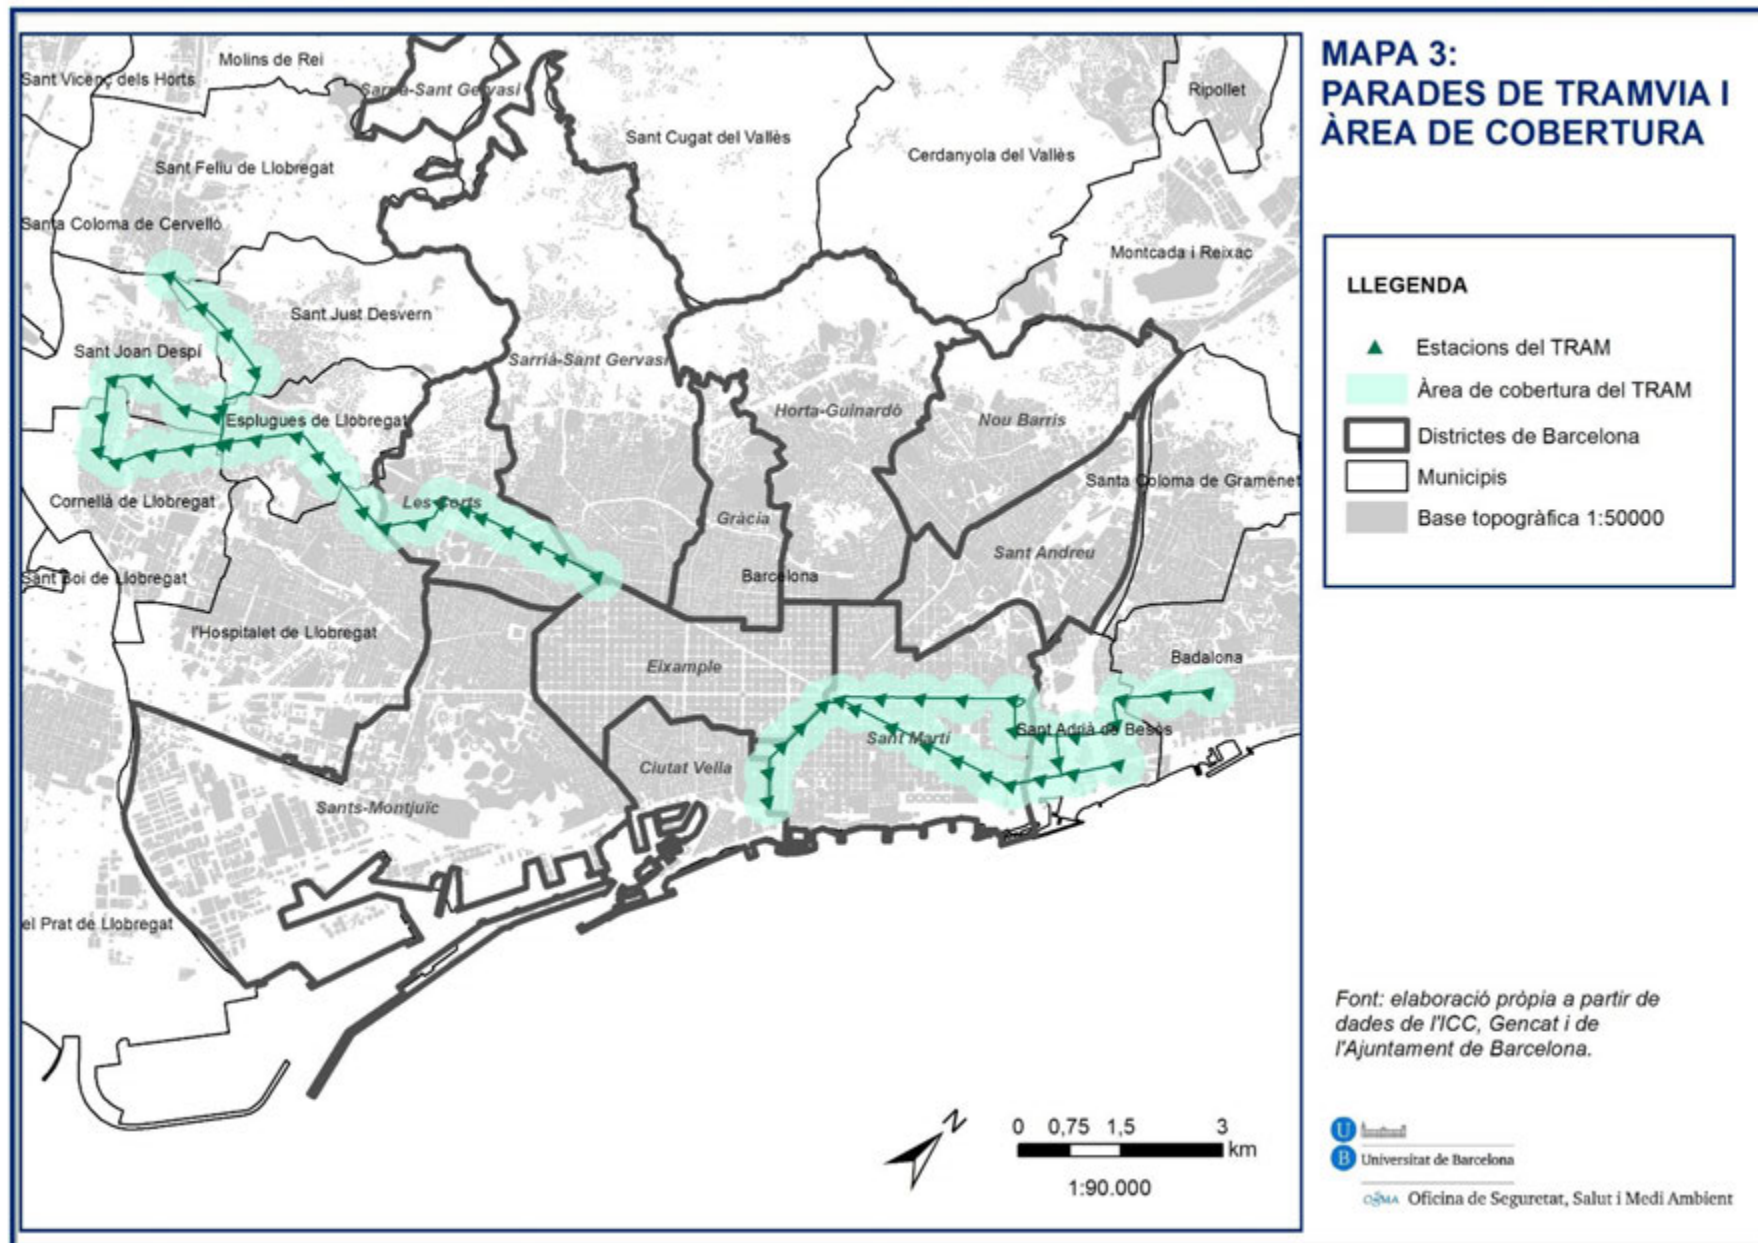 MAPA 3:
PARADES DE TRAMVIA I
ÀREA DE COBERTURA
LLEGENDA
Estacions del TRAM
Àrea de cobertura del TRAM
Districtes de Barcelona
Municipis
Base topogràfica 1:50000
Molins de Rei
Sant Vicenç dels Horts
Sarrià-Sant Gervasi
Ripollet
Sant Cugat del Vallès
Cerdanyola del Vallès
Sant Feliu de Llobregat
Santa Coloma de Cervelló
Montcada i Reixac
Sant Just Desvern
Sant Joan Despí
Sarrià-Sant Gervasi
Horta-Guinardó
Nou Barris
Esplugues de Llobregat
Santa Coloma de Gramenet
Cornellà de Llobregat
Les Corts
Gràcia
Sant Andreu
Sant Boi de Llobregat
Barcelona
l'Hospitalet de Llobregat
Eixample
Badalona
Sant Adrià de Besòs
Sant Martí
Ciutat Vella
Sants-Montjuïc
el Prat de Llobregat
N
0 0,75 1,5 3
km
1:90.000
Font: elaboració pròpia a partir de
dades de l'ICC, Gencat i de
l'Ajuntament de Barcelona.
U
B Universitat de Barcelona
OSSMA Oficina de Seguretat, Salut i Medi Ambient